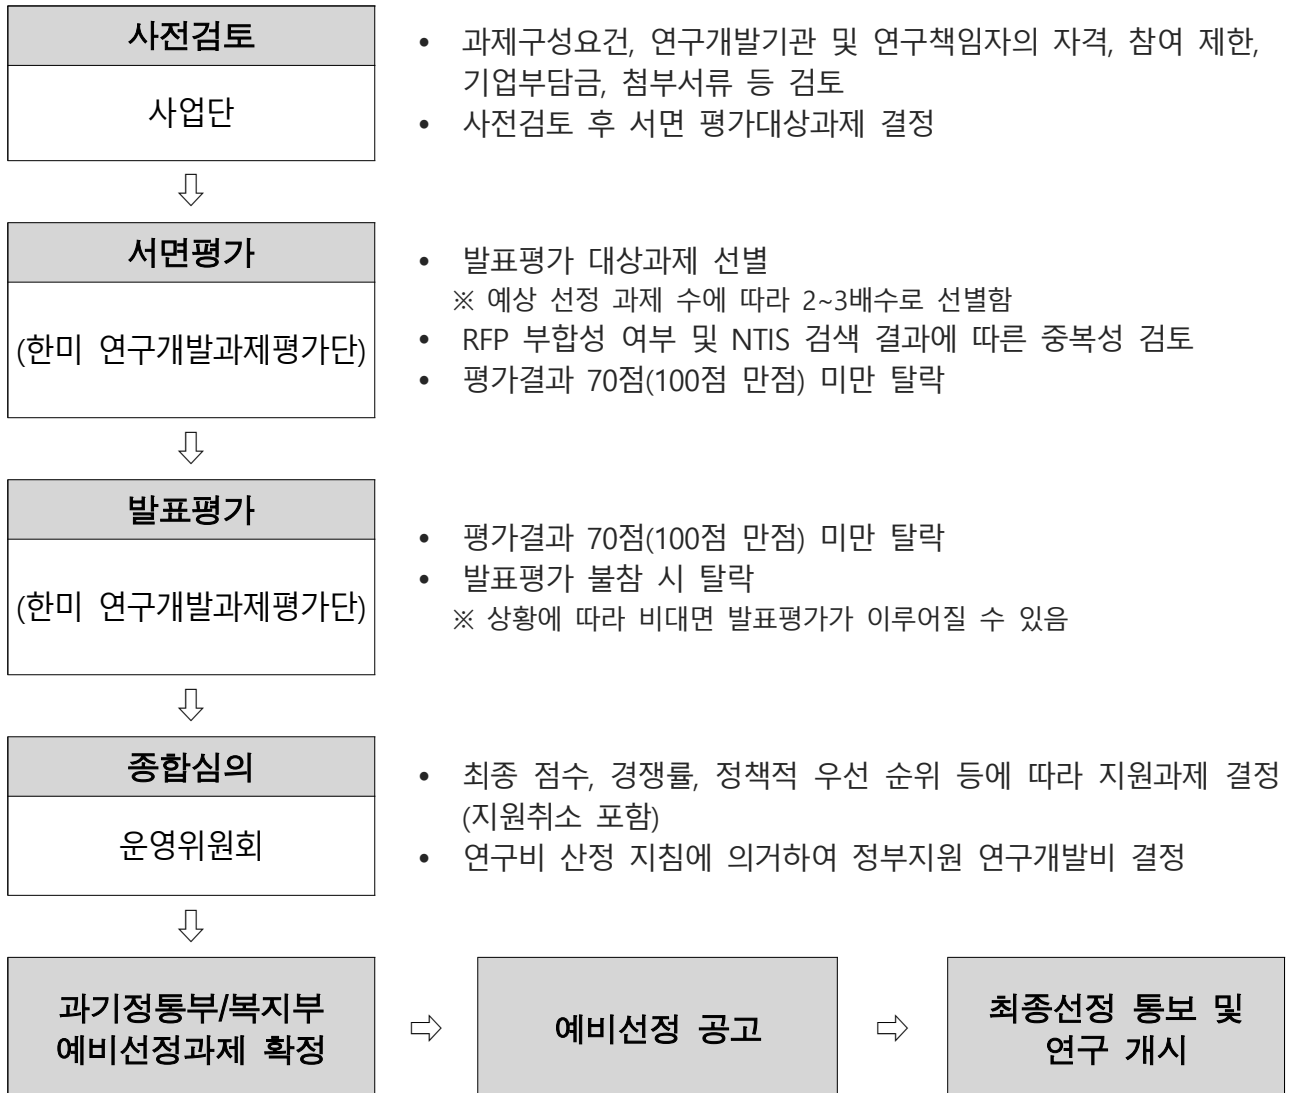 사전검토
사업단
• 과제구성요건, 연구개발기관 및 연구책임자의 자격, 참여 제한,
기업부담금, 첨부서류 등 검토
• 사전검토 후 서면 평가대상과제 결정
⇩
서면평가
(한미 연구개발과제평가단)
• 발표평가 대상과제 선별
※ 예상 선정 과제 수에 따라 2~3배수로 선별함
• RFP 부합성 여부 및 NTIS 검색 결과에 따른 중복성 검토
• 평가결과 70점(100점 만점) 미만 탈락
⇩
발표평가
(한미 연구개발과제평가단)
• 평가결과 70점(100점 만점) 미만 탈락
• 발표평가 불참 시 탈락
※ 상황에 따라 비대면 발표평가가 이루어질 수 있음
⇩
종합심의
운영위원회
• 최종 점수, 경쟁률, 정책적 우선 순위 등에 따라 지원과제 결정
(지원취소 포함)
• 연구비 산정 지침에 의거하여 정부지원 연구개발비 결정
⇩
과기정통부/복지부
예비선정과제 확정
⇨
예비선정 공고
⇨
최종선정 통보 및
연구 개시